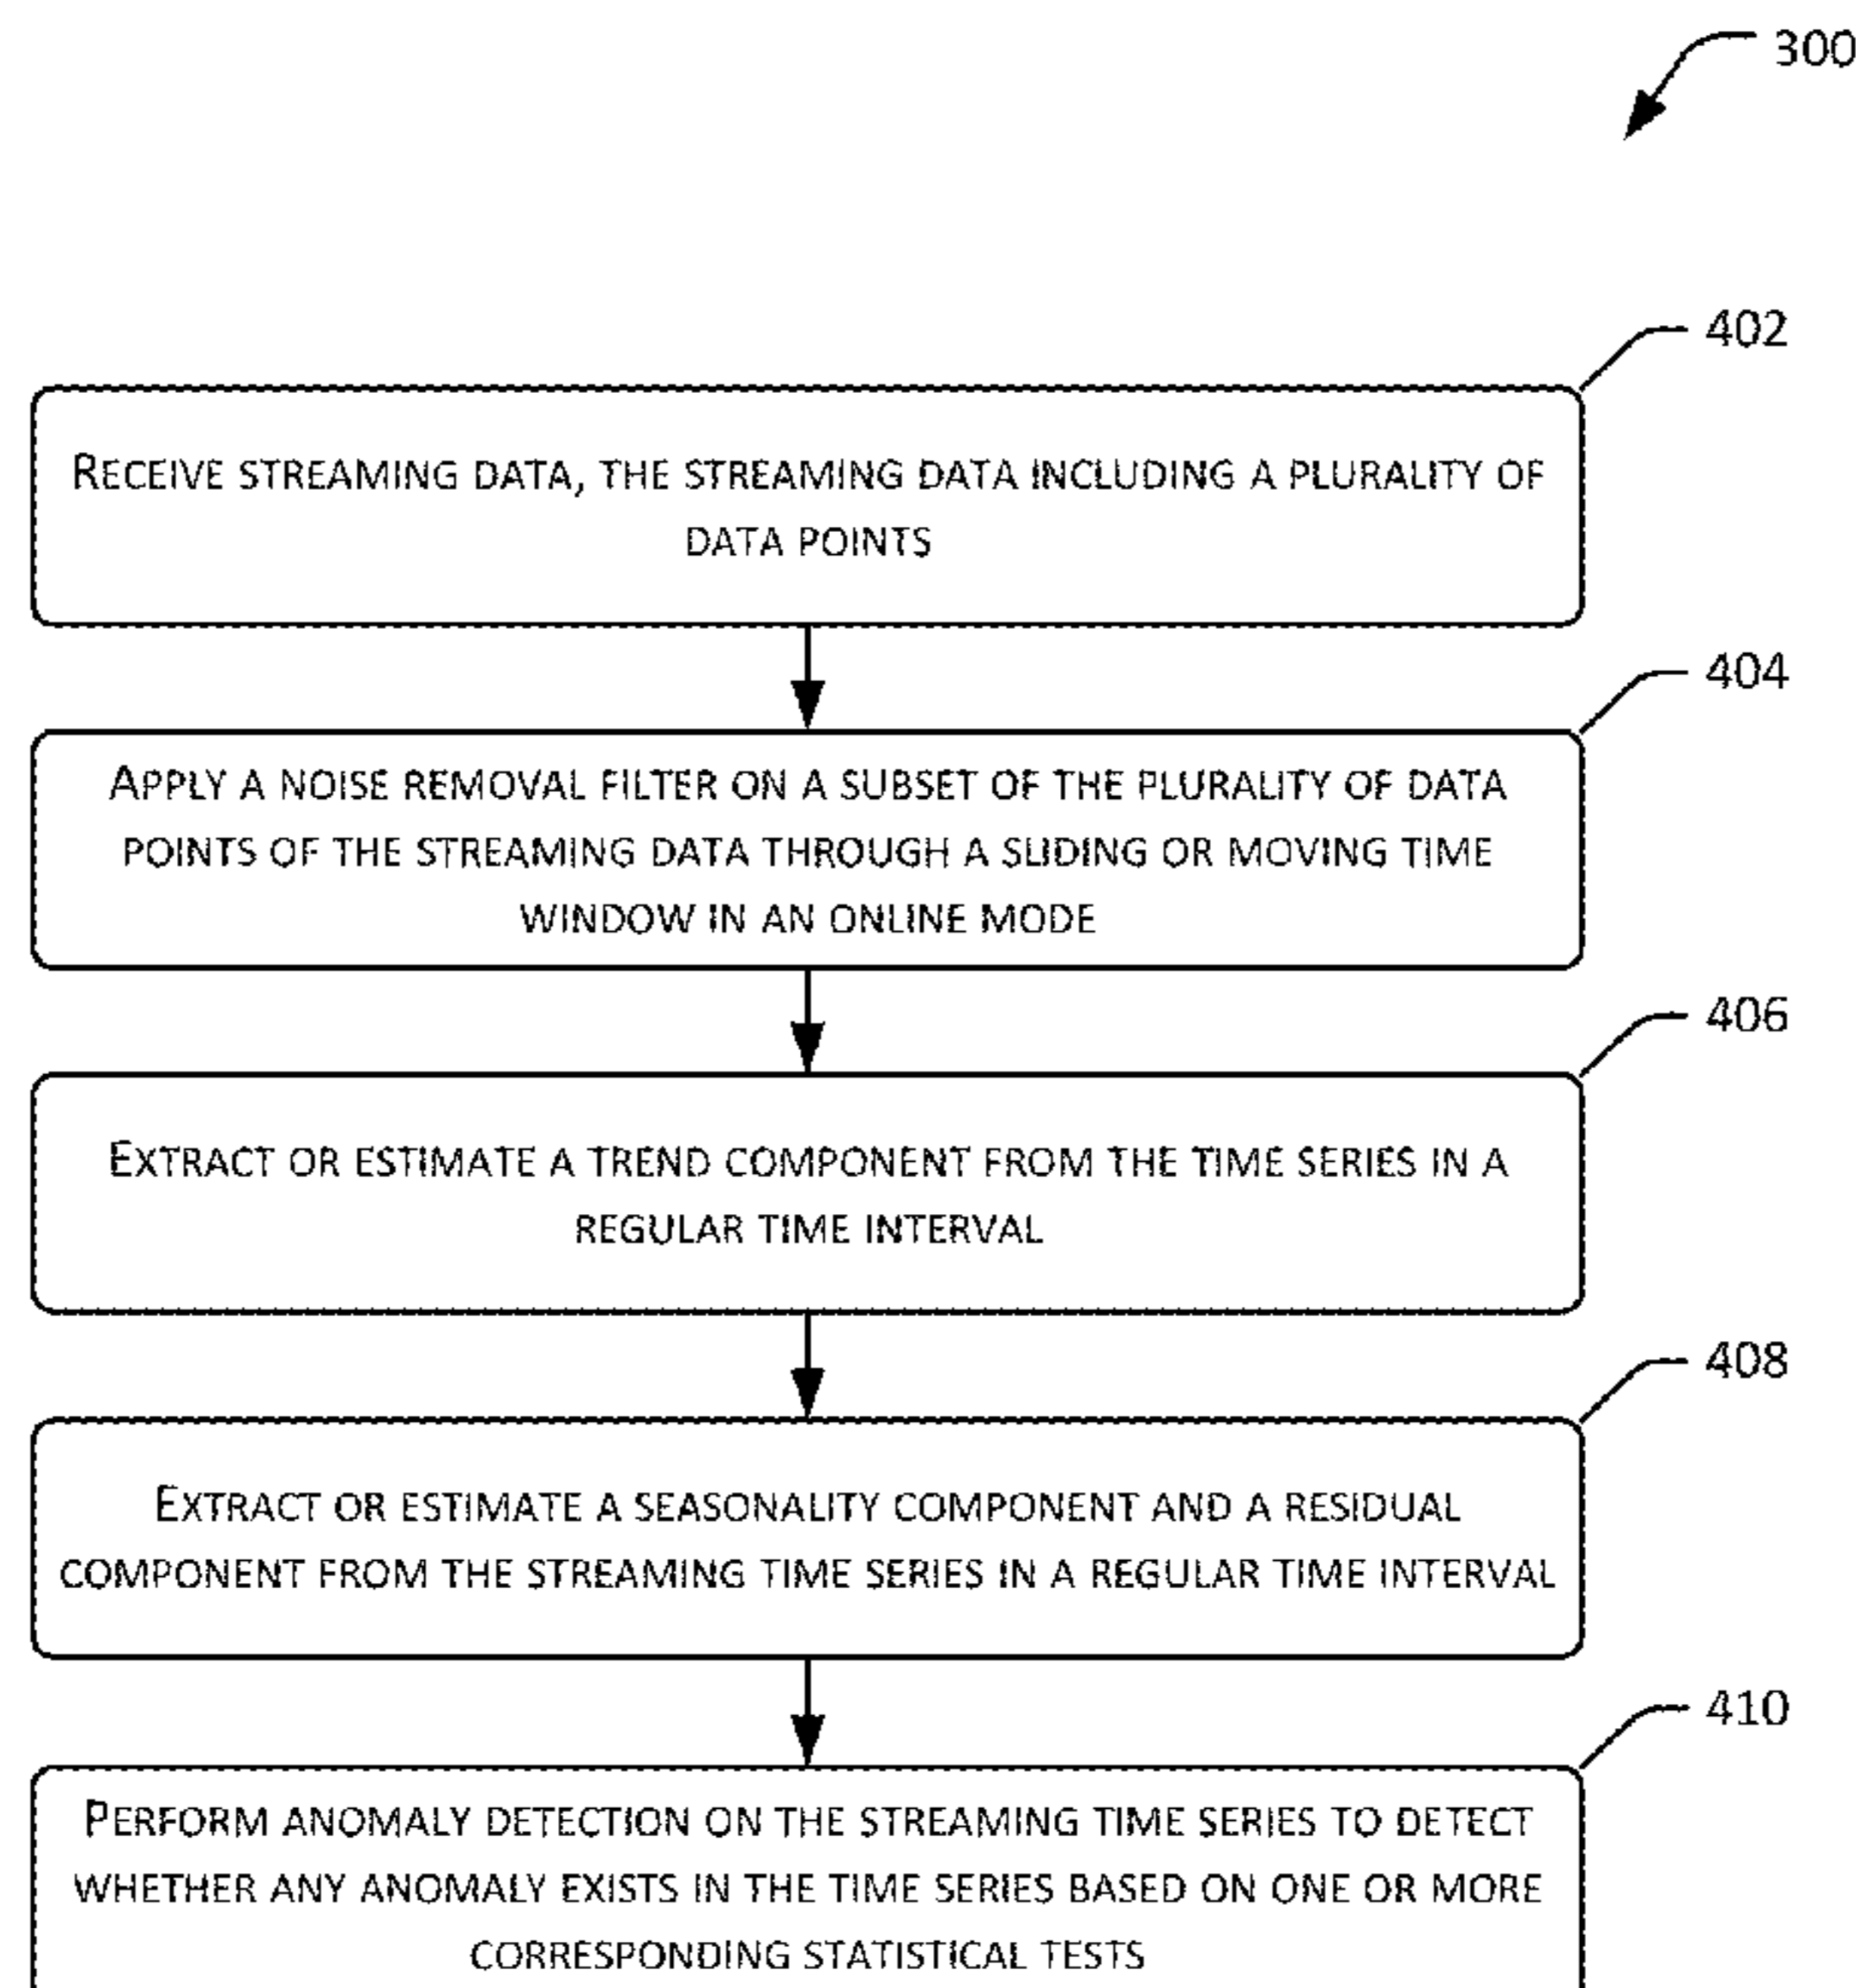 300
402
RECEIVE STREAMING DATA, THE STREAMING DATA INCLUDING A PLURALITY OF
DATA POINTS
404
APPLY A NOISE REMOVAL FILTER ON A SUBSET OF THE PLURALITY OF DATA
POINTS OF THE STREAMING DATA THROUGH A SLIDING OR MOVING TIME
WINDOW IN AN ONLINE MODE
406
EXTRACT OR ESTIMATE A TREND COMPONENT FROM THE TIME SERIES IN A
REGULAR TIME INTERVAL
408
EXTRACT OR ESTIMATE A SEASONALITY COMPONENT AND A RESIDUAL
COMPONENT FROM THE STREAMING TIME SERIES IN A REGULAR TIME INTERVAL
410
PERFORM ANOMALY DETECTION ON THE STREAMING TIME SERIES TO DETECT
WHETHER ANY ANOMALY EXISTS IN THE TIME SERIES BASED ON ONE OR MORE
CORRESPONDING STATISTICAL TESTS